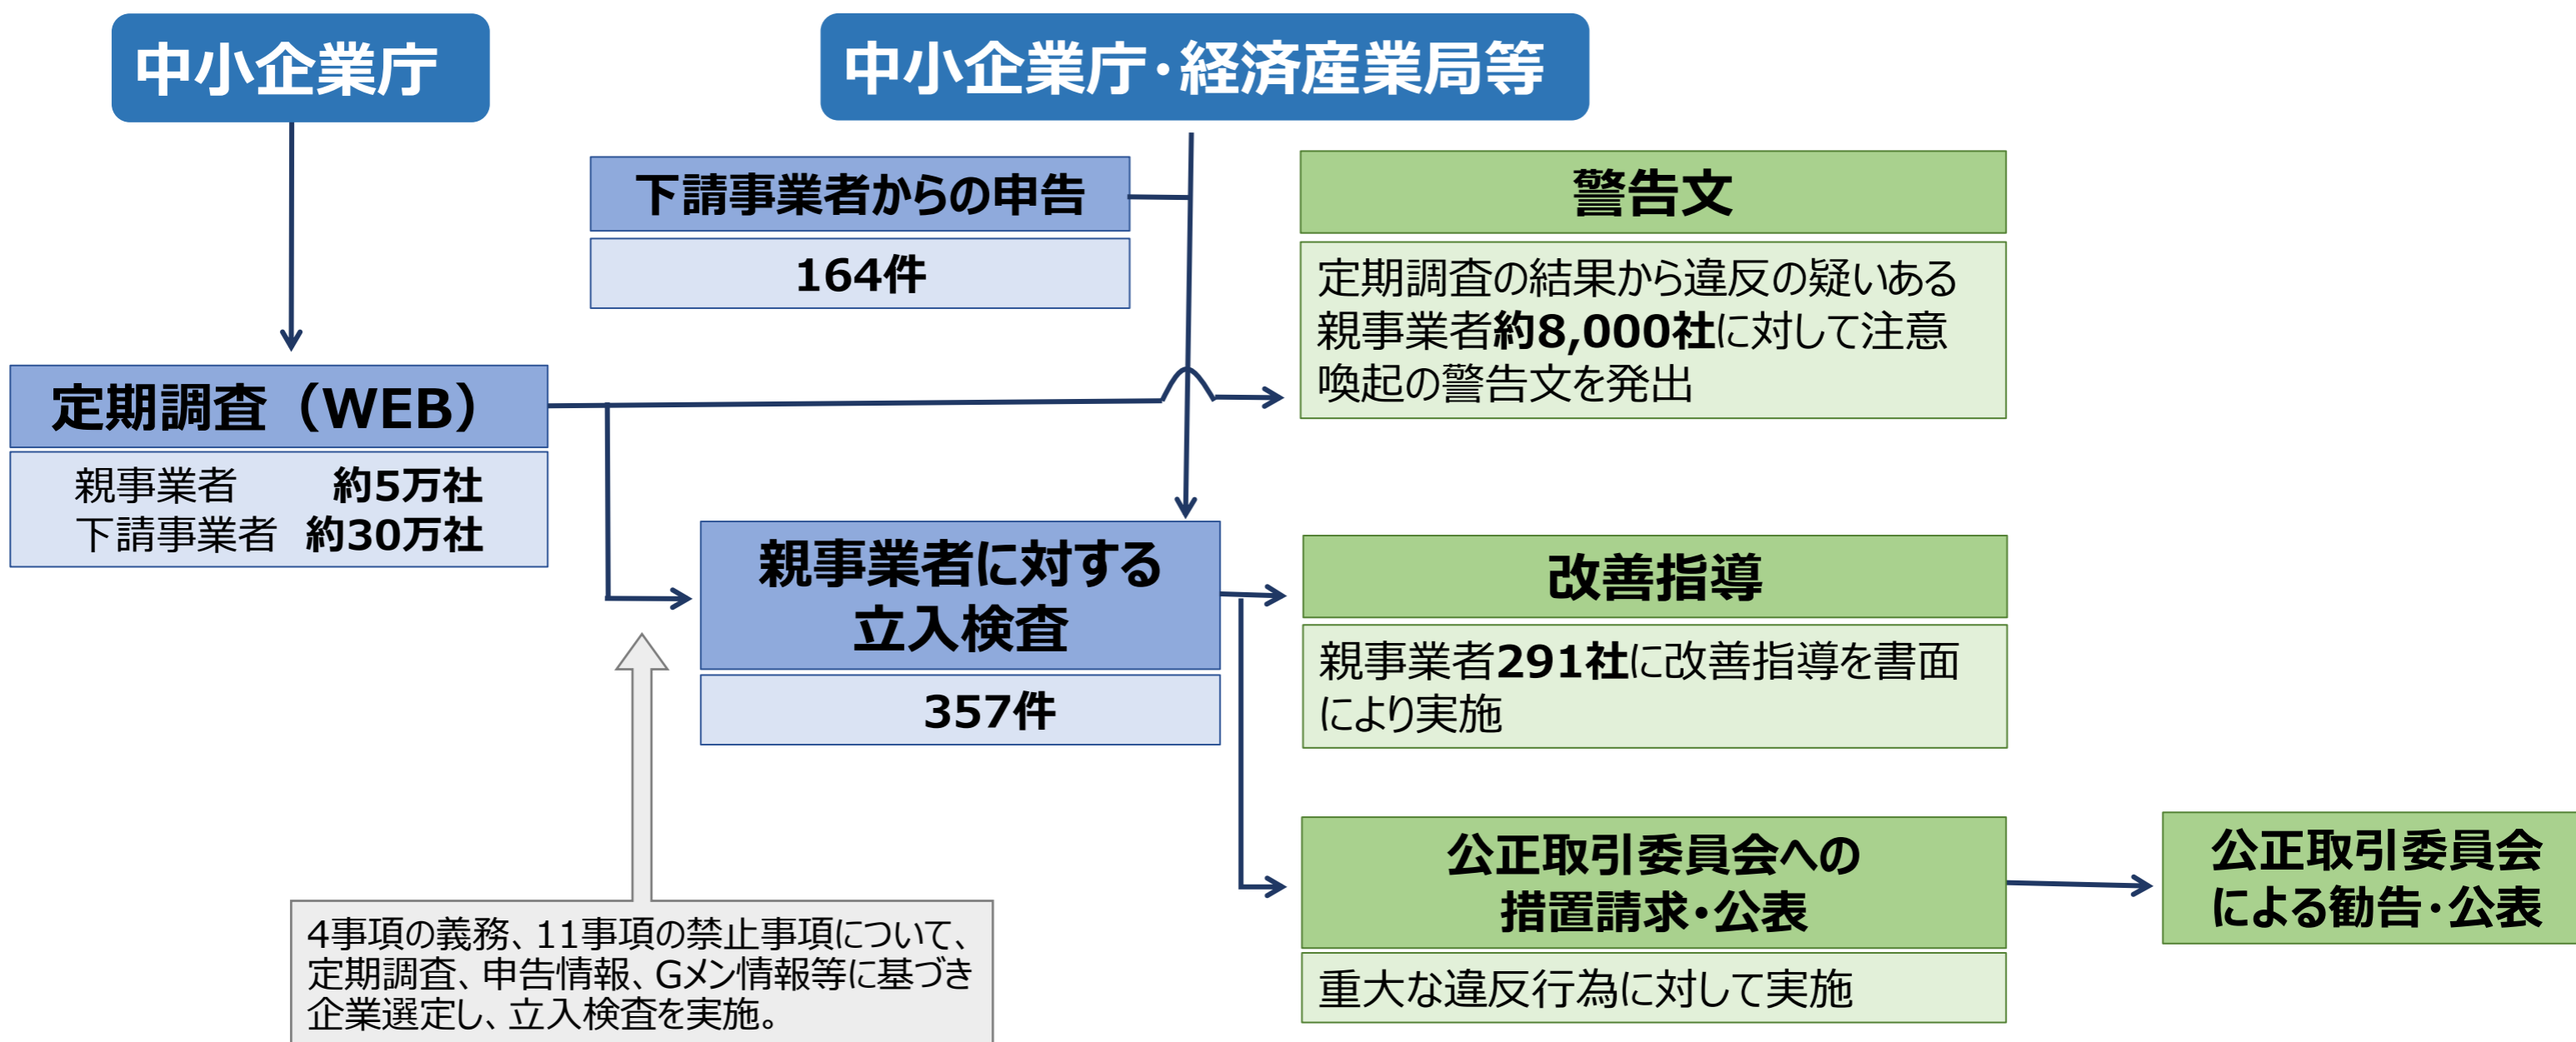 中小企業庁
中小企業庁・経済産業局等
下請事業者からの申告
164件
警告文
定期調査の結果から違反の疑いある
親事業者約8,000社に対して注意
喚起の警告文を発出
定期調査（WEB）
親事業者 約5万社
下請事業者 約30万社
親事業者に対する
立入検査
357件
改善指導
親事業者291社に改善指導を書面
により実施
公正取引委員会への
措置請求・公表
重大な違反行為に対して実施
公正取引委員会
による勧告・公表
4事項の義務、11事項の禁止事項について、
定期調査、申告情報、Gメン情報等に基づき
企業選定し、立入検査を実施。